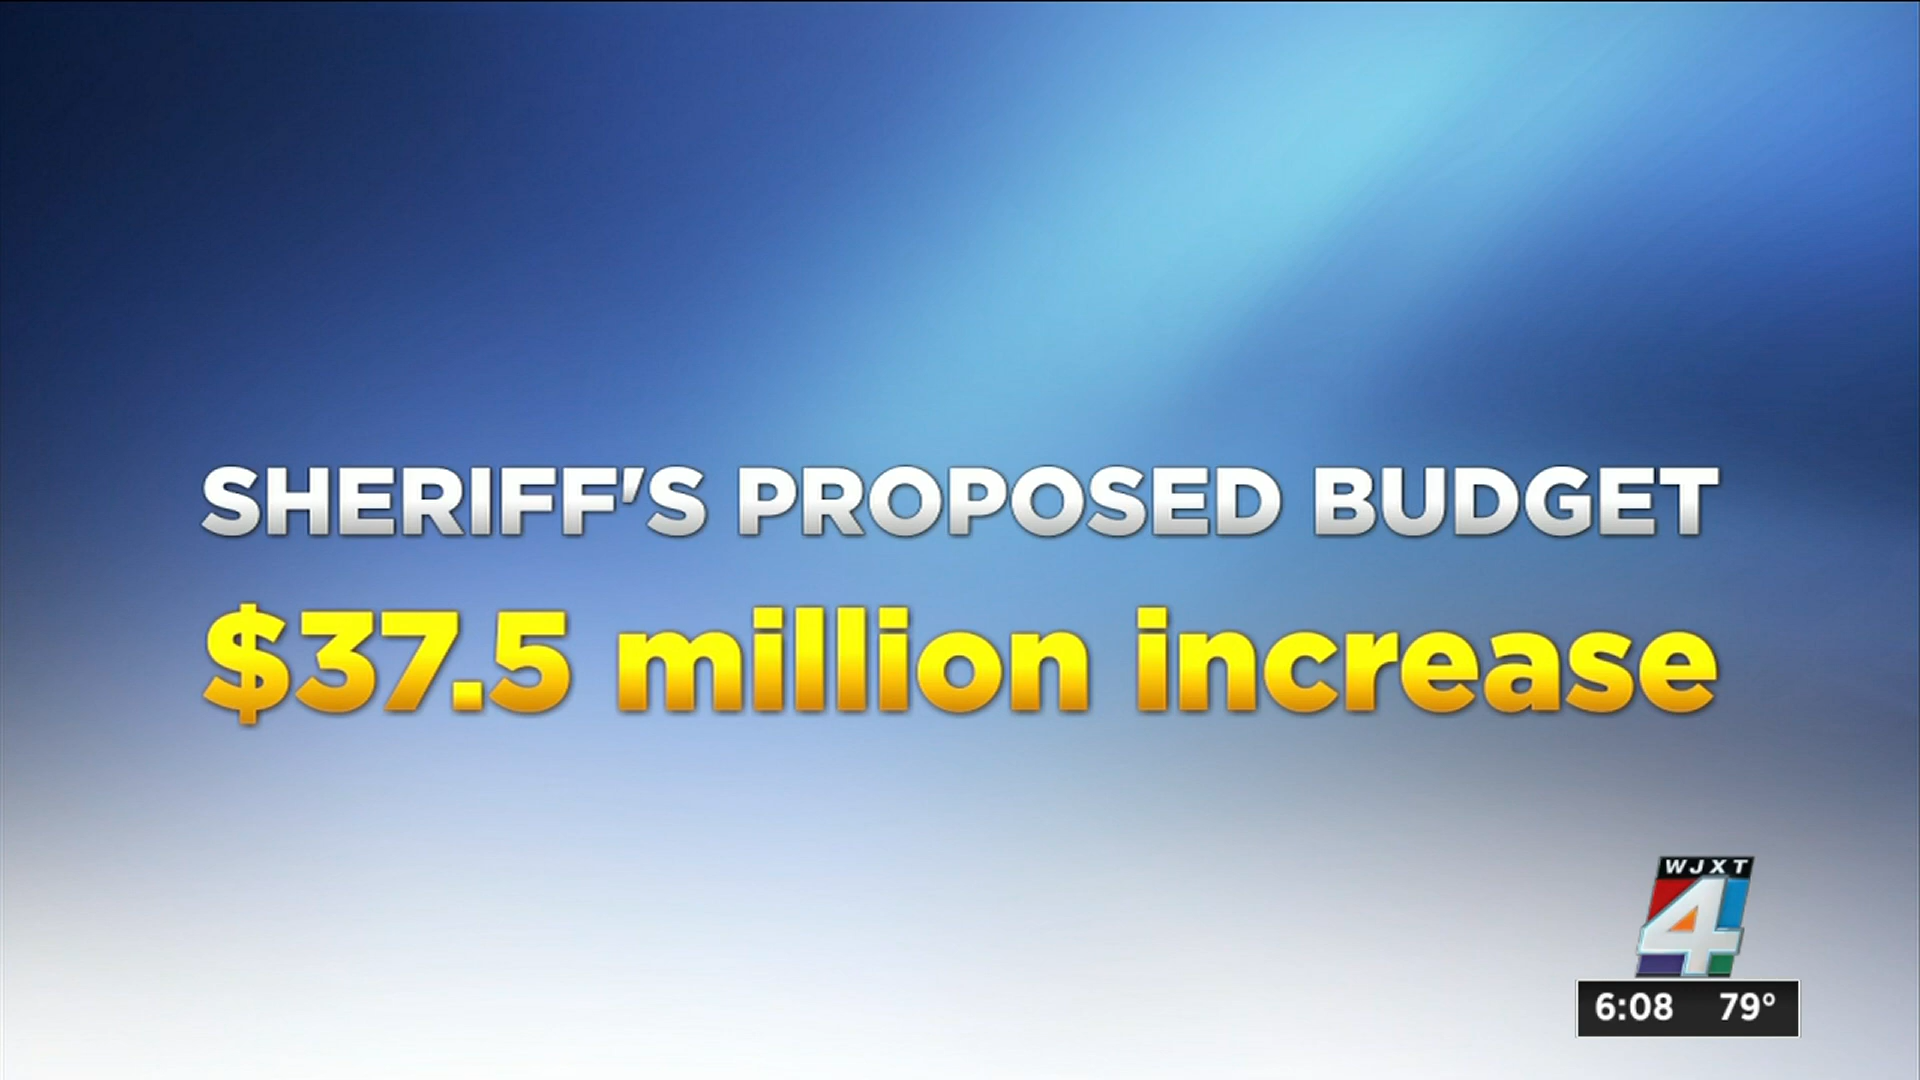 SHERIFF'S PROPOSED BUDGET
$37.5 million increase
WJXT
4
6:08 79°